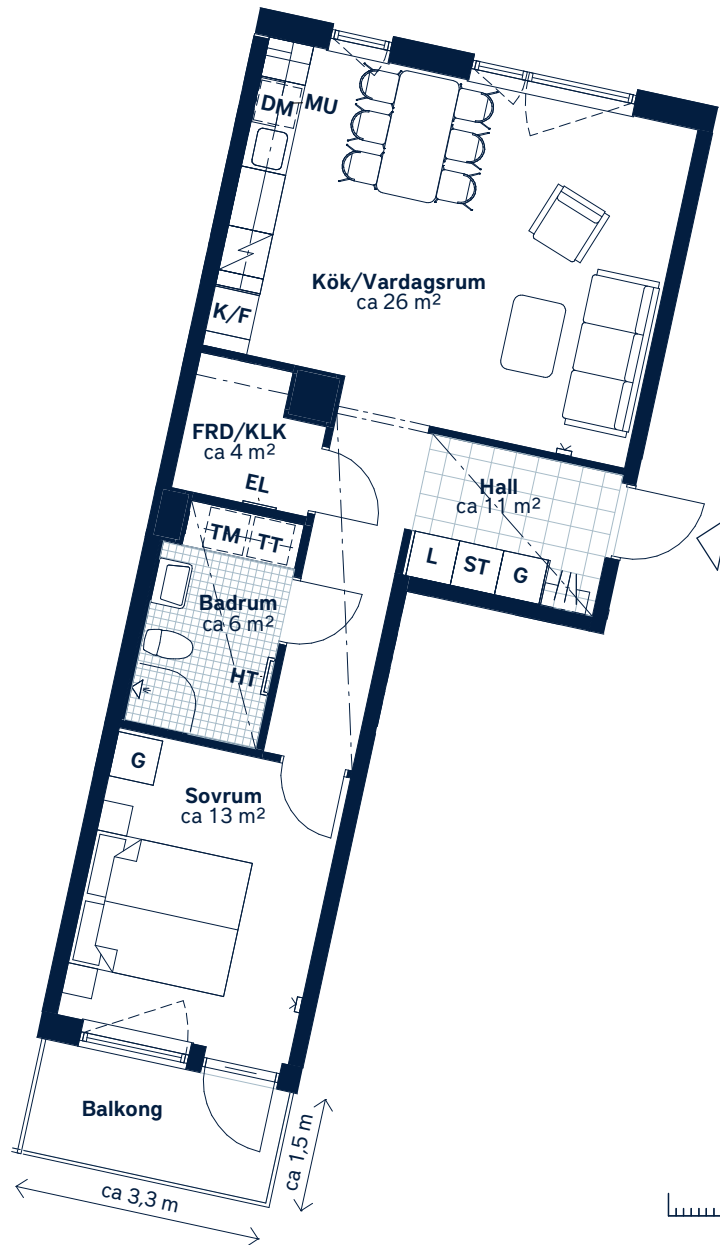 DM MU
Kök/Vardagsrum
ca 26 m²
K/F
FRD/KLK
ca 4 m²
EL
Hall
ca 11 m²
TM TT
L ST G
Badrum
ca 6 m²
HT
G
Sovrum
ca 13 m²
Balkong
ca 1,5 m
ca 3,3 m